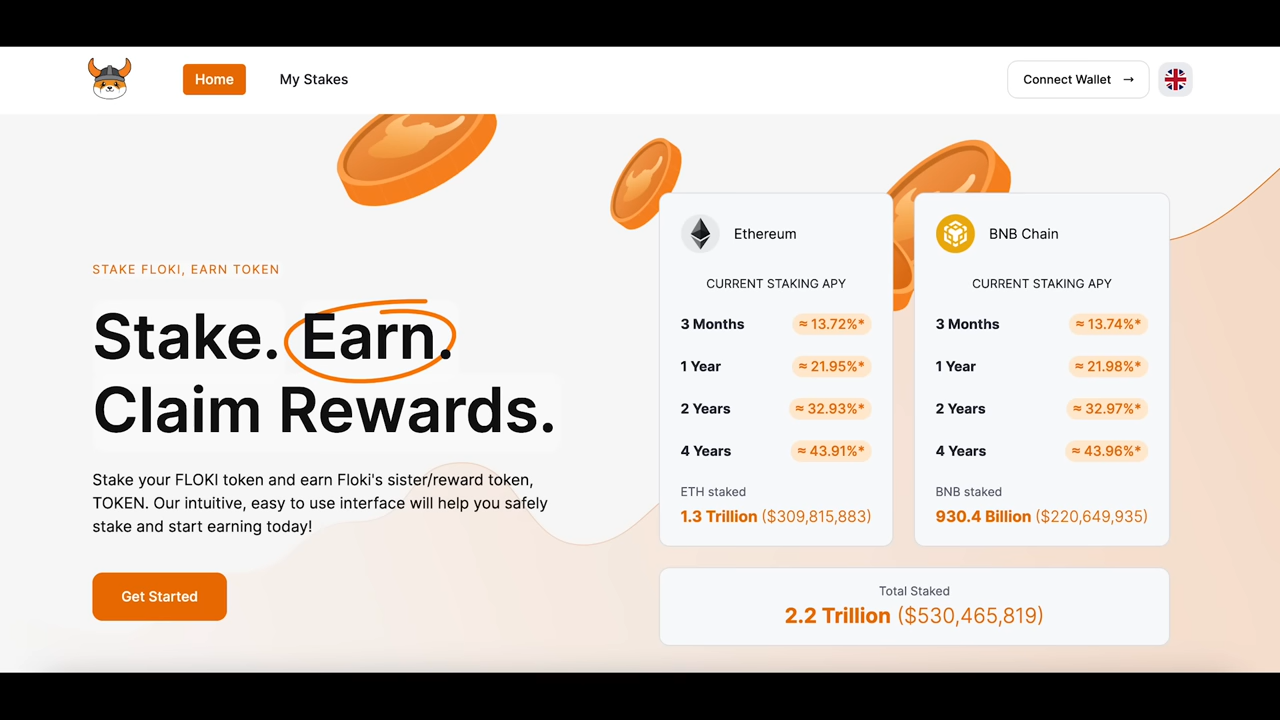 Home
My Stakes
Connect Wallet →
STAKE FLOKI, EARN TOKEN
Stake. Earn.
Claim Rewards.
Stake your FLOKI token and earn Floki's sister/reward token,
TOKEN. Our intuitive, easy to use interface will help you safely
stake and start earning today!
Get Started
Ethereum
CURRENT STAKING APY
3 Months ≈ 13.72%*
1 Year ≈ 21.95%*
2 Years ≈ 32.93%*
4 Years ≈ 43.91%*
ETH staked
1.3 Trillion ($309,815,883)
BNB Chain
CURRENT STAKING APY
3 Months ≈ 13.74%*
1 Year ≈ 21.98%*
2 Years ≈ 32.97%*
4 Years ≈ 43.96%*
BNB staked
930.4 Billion ($220,649,935)
Total Staked
2.2 Trillion ($530,465,819)